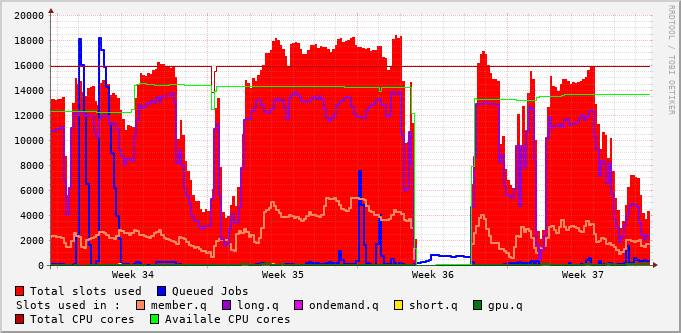 20000
18000
16000
14000
12000
10000
8000
6000
4000
2000
0
Week 34 Week 35 Week 36 Week 37
RRDTOOL / TOBI OETIKER
Total slots used Queued Jobs
Slots used in : member.q long.q ondemand.q short.q gpu.q
Total CPU cores Availale CPU cores